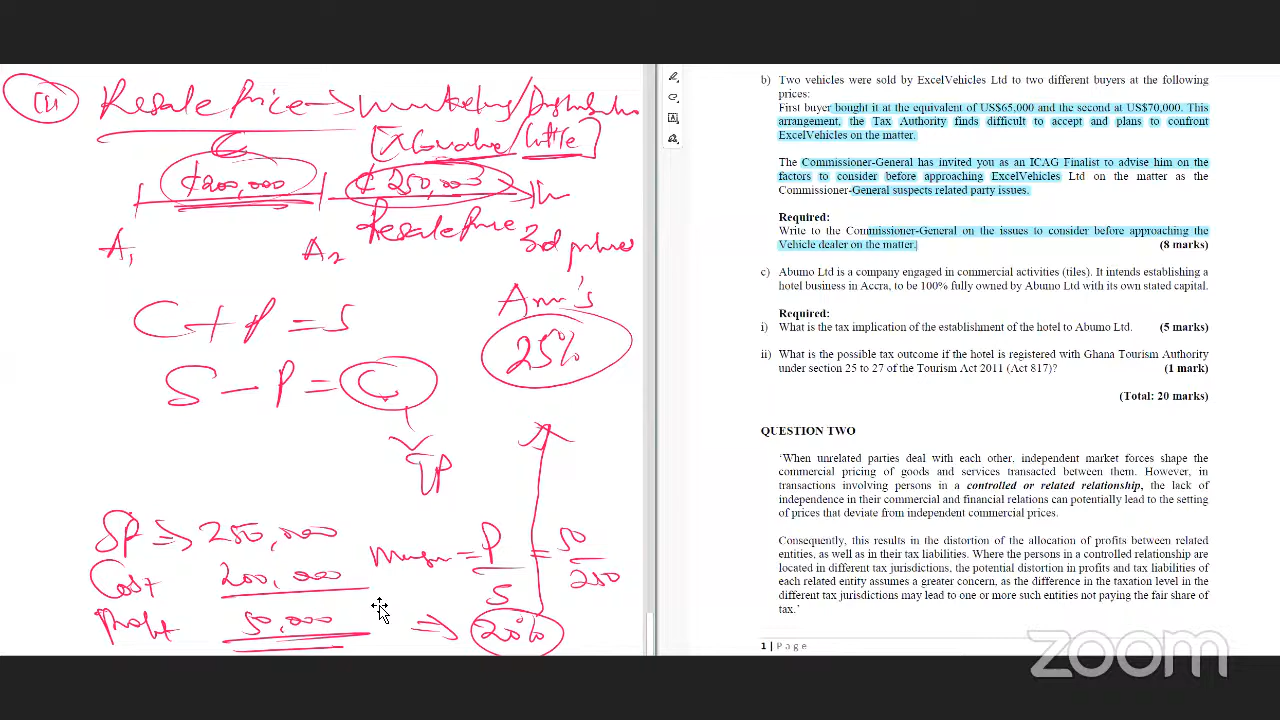 (ii) Resale Price → Marketing/Distribution
[X G value/little]
¢200,000 ¢250,000
Resale Price 3rd parties
A1 A2
C + P = S
Arm's
25%
S - P = C
TP
SP ⇒ 250,000
Cost 200,000
Profit 50,000
Margin = P/S = 50/250
⇒ 20%
b) Two vehicles were sold by ExcelVehicles Ltd to two different buyers at the following
prices:
First buyer bought it at the equivalent of US$65,000 and the second at US$70,000. This
arrangement, the Tax Authority finds difficult to accept and plans to confront
ExcelVehicles on the matter.
The Commissioner-General has invited you as an ICAG Finalist to advise him on the
factors to consider before approaching ExcelVehicles Ltd on the matter as the
Commissioner-General suspects related party issues.
Required:
Write to the Commissioner-General on the issues to consider before approaching the
Vehicle dealer on the matter. (8 marks)
c) Abumo Ltd is a company engaged in commercial activities (tiles). It intends establishing a
hotel business in Accra, to be 100% fully owned by Abumo Ltd with its own stated capital.
Required:
i) What is the tax implication of the establishment of the hotel to Abumo Ltd. (5 marks)
ii) What is the possible tax outcome if the hotel is registered with Ghana Tourism Authority
under section 25 to 27 of the Tourism Act 2011 (Act 817)? (1 mark)
(Total: 20 marks)
QUESTION TWO
'When unrelated parties deal with each other, independent market forces shape the
commercial pricing of goods and services transacted between them. However, in
transactions involving persons in a controlled or related relationship, the lack of
independence in their commercial and financial relations can potentially lead to the setting
of prices that deviate from independent commercial prices.
Consequently, this results in the distortion of the allocation of profits between related
entities, as well as in their tax liabilities. Where the persons in a controlled relationship are
located in different tax jurisdictions, the potential distortion in profits and tax liabilities of
each related entity assumes a greater concern, as the difference in the taxation level in the
different tax jurisdictions may lead to one or more such entities not paying the fair share of
tax.'
1 | Page
zoom